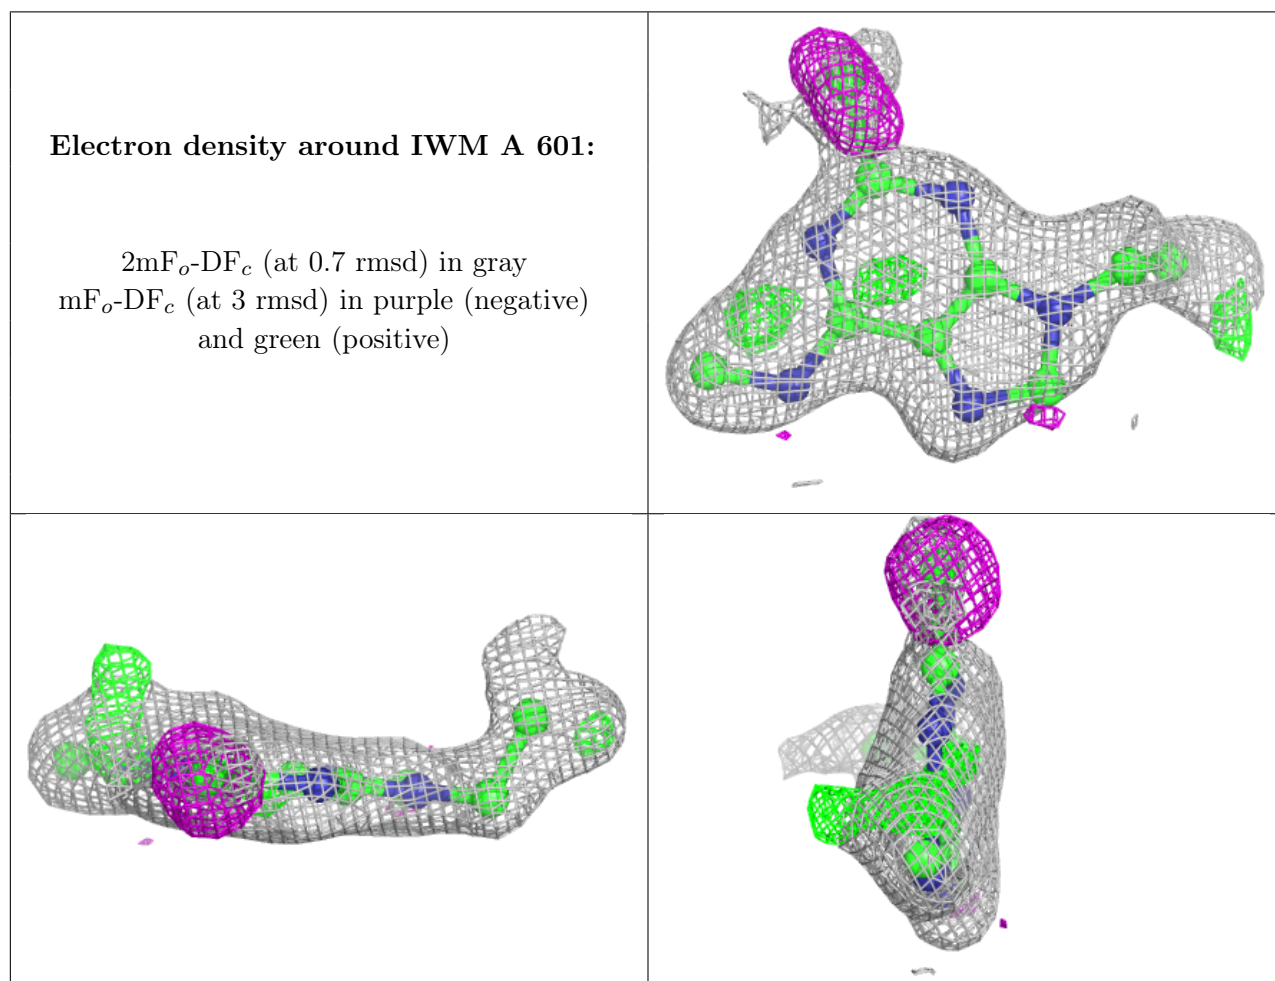 Electron density around IWM A 601:
2mFo-DFc (at 0.7 rmsd) in gray
mFo-DFc (at 3 rmsd) in purple (negative)
and green (positive)